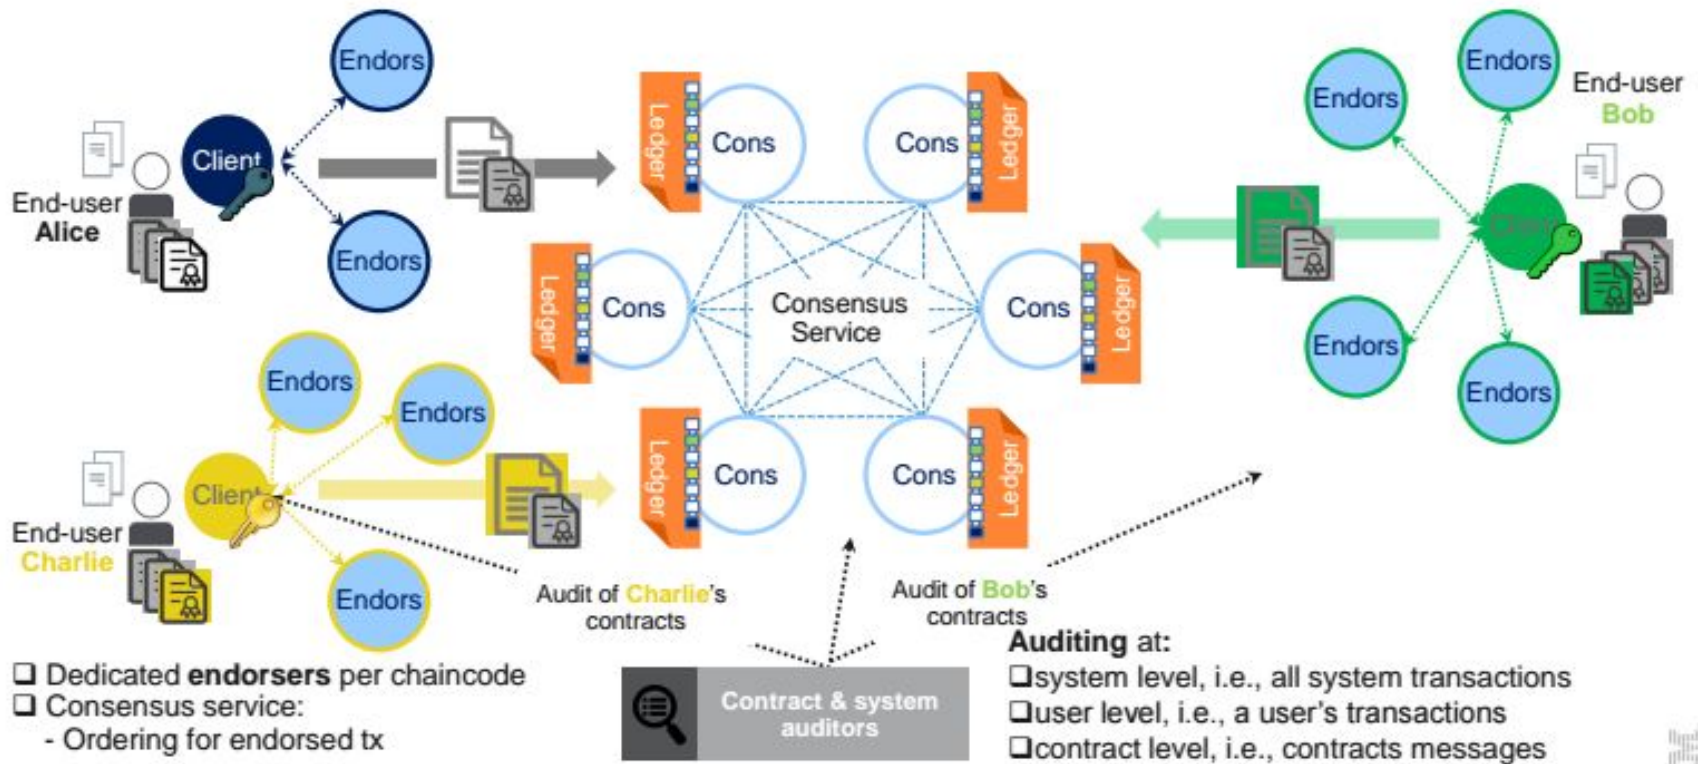 Endors
Client
Endors
End-user
Alice
Endors
Endors
Client
Endors
End-user
Charlie
Endors
Ledger
Cons
Cons
Ledger
Ledger
Cons
Consensus
Service
Cons
Ledger
Ledger
Cons
Cons
Ledger
Endors
Endors
End-user
Bob
Client
Endors
Endors
Audit of Charlie's
contracts
Audit of Bob's
contracts
❑ Dedicated endorsers per chaincode
❑ Consensus service:
- Ordering for endorsed tx
Contract & system
auditors
Auditing at:
❑system level, i.e., all system transactions
❑user level, i.e., a user's transactions
❑contract level, i.e., contracts messages